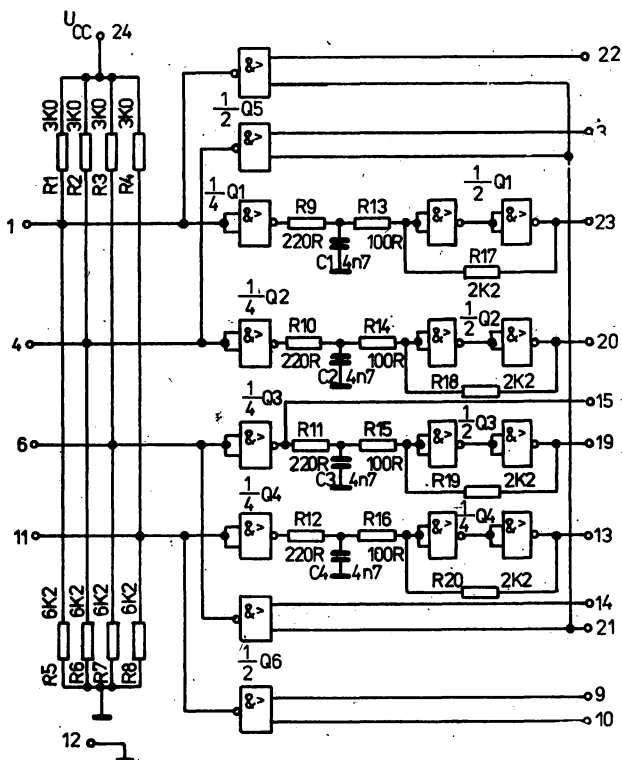 UCC 24
22
&>
3K0 3K0 3K0 3K0
1/2 Q5
&>
R1 R2 R3 R4
1/4 Q1
1/2 Q1
1
&> R9 R13 &> &> 23
220R 100R R17
C1 4n7 2K2
1/4 Q2
4
&> R10 R14 &> 1/2 Q2 &> 20
220R 100R R18 2K2
C2 4n7
1/4 Q3
15
6
&> R11 R15 &> 1/2 Q3 &> 19
220R 100R R19 2K2
C3 4n7
1/4 Q4
11
&> R12 R16 &> 1/4 Q4 &> 13
220R 100R R20 2K2
C4 4n7
6K2 6K2 6K2 6K2
14
&>
21
R5 R6 R7 R8
1/2 Q6
9
&>
10
12